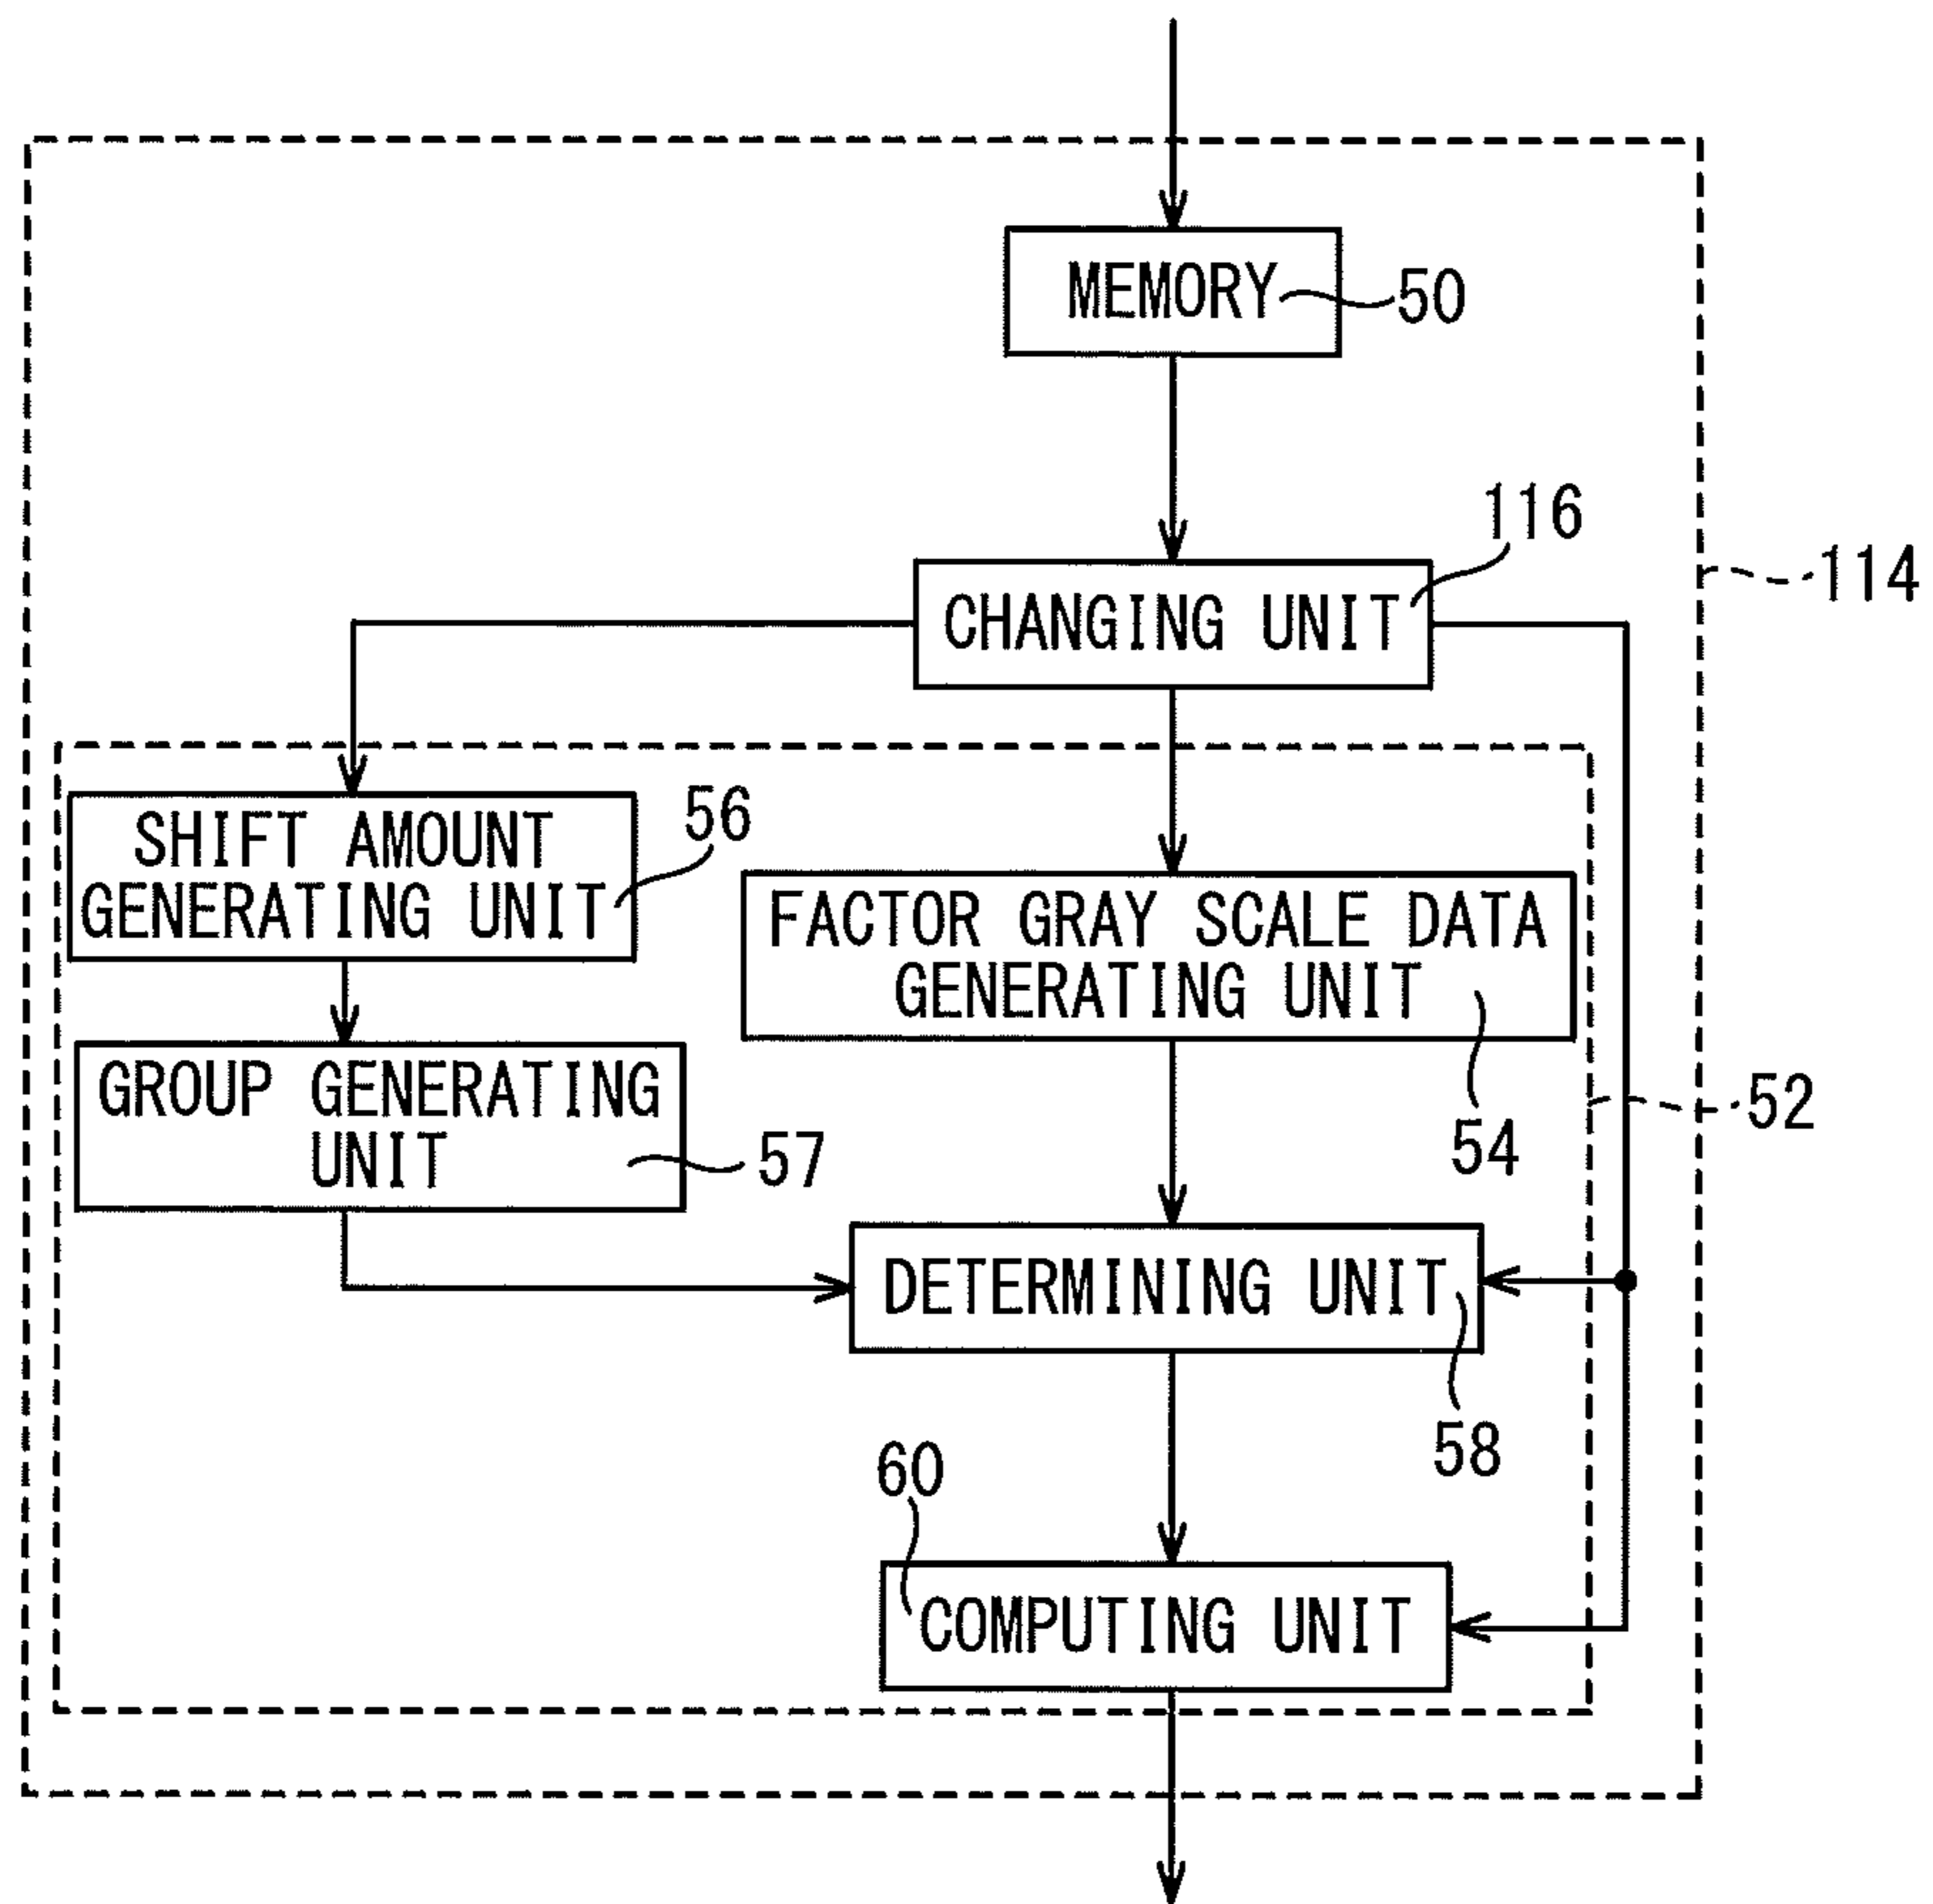 MEMORY
50
116
CHANGING UNIT
114
56
SHIFT AMOUNT
GENERATING UNIT
FACTOR GRAY SCALE DATA
GENERATING UNIT
GROUP GENERATING
UNIT
57
54
52
DETERMINING UNIT
58
60
COMPUTING UNIT